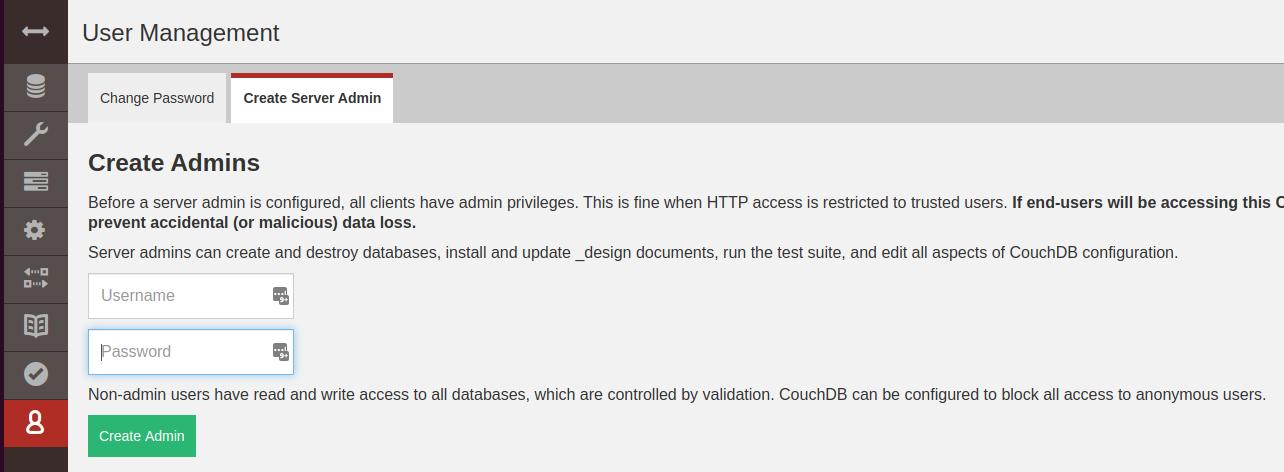 User Management
Change Password
Create Server Admin
Create Admins
Before a server admin is configured, all clients have admin privileges. This is fine when HTTP access is restricted to trusted users. If end-users will be accessing this
prevent accidental (or malicious) data loss.
Server admins can create and destroy databases, install and update _design documents, run the test suite, and edit all aspects of CouchDB configuration.
Username
9+
Password
9+
Non-admin users have read and write access to all databases, which are controlled by validation. CouchDB can be configured to block all access to anonymous users.
Create Admin